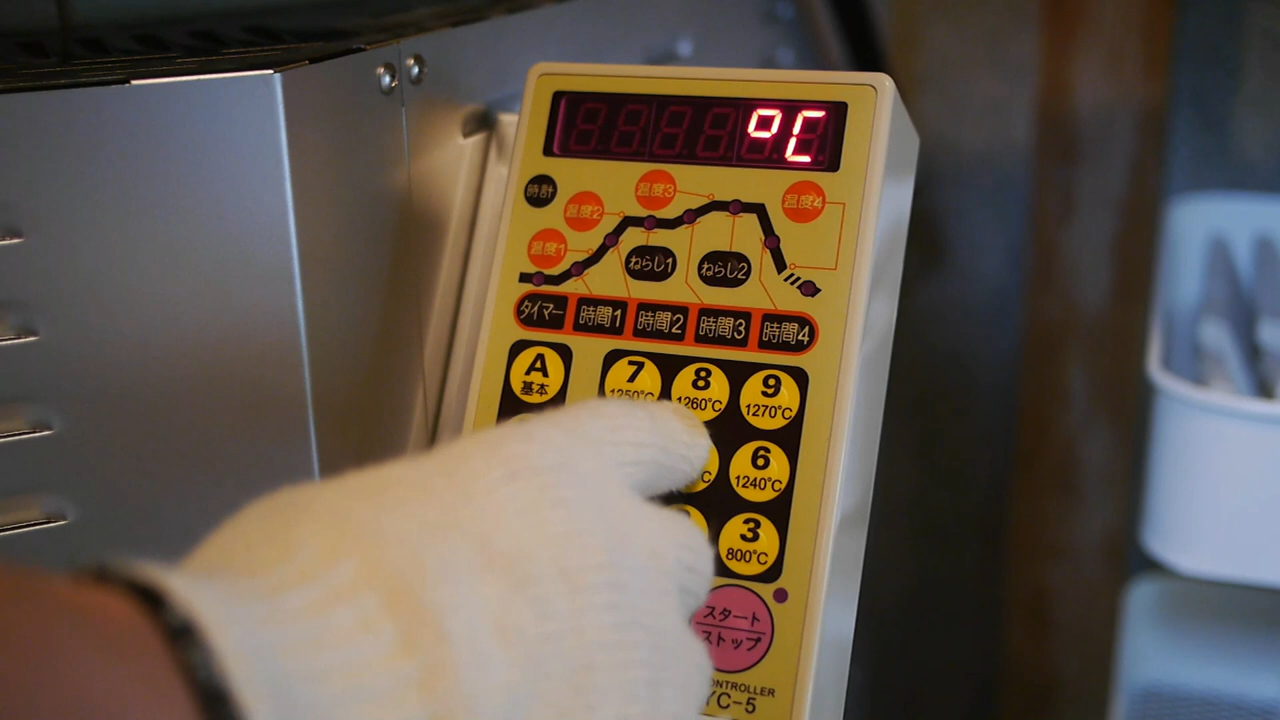 °C
時計
温度3
温度4
温度2
温度1
ねらし1
ねらし2
タイマー
時間1
時間2
時間3
時間4
A
基本
7
1250°C
8
1260°C
9
1270°C
6
1240°C
3
800°C
スタート
ストップ